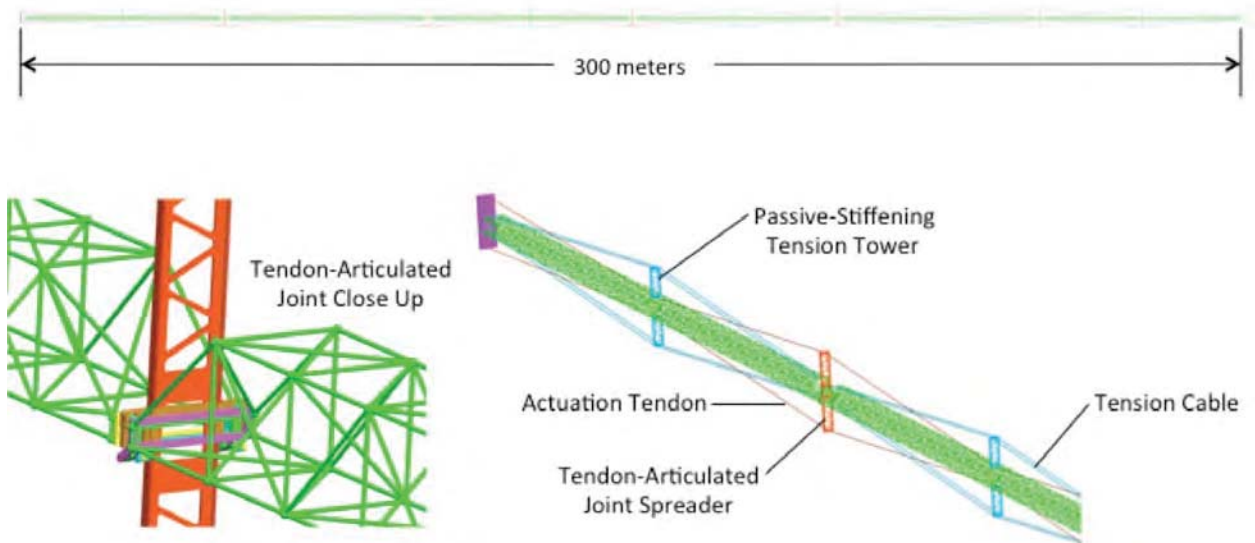 300 meters
Tendon-Articulated
Joint Close Up
Passive-Stiffening
Tension Tower
Actuation Tendon
Tension Cable
Tendon-Articulated
Joint Spreader